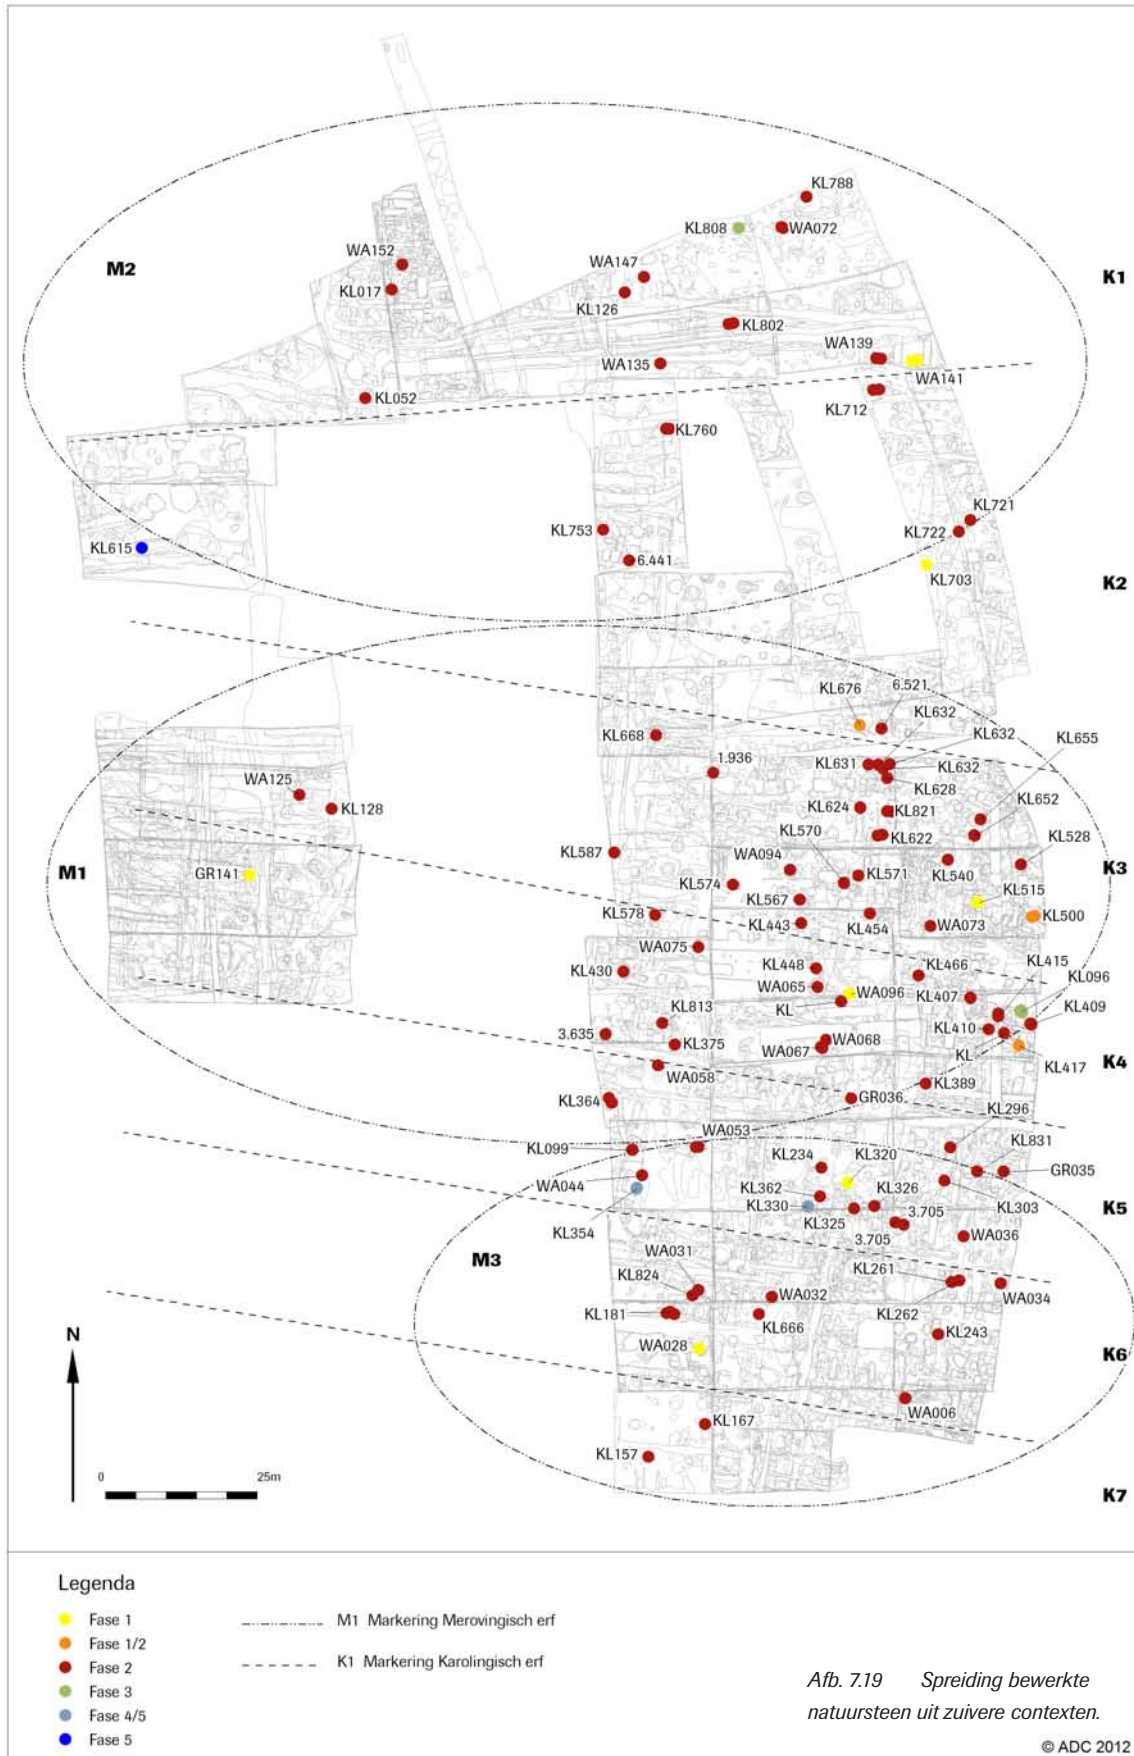 KL788
KL808
WA072
WA152
M2
WA147
K1
KL017
KL126
KL802
WA139
WA135
WA141
KL052
KL712
KL760
KL721
KL753
KL722
KL615
6.441
KL703
K2
KL676
6.521
KL632
KL668
KL632
KL655
1.936
KL631
KL632
WA125
KL628
KL652
KL128
KL624
KL821
KL570
KL622
KL528
KL587
WA094
M1
GR141
KL571
K3
KL574
KL540
KL515
KL567
KL578
KL443
KL454
WA073
KL500
WA075
KL415
KL430
KL448
KL466
KL096
WA065
WA096
KL407
KL
KL409
KL813
KL410
3.635
WA068
KL375
WA067
KL
KL417
K4
WA058
KL389
KL364
GR036
KL296
WA053
KL831
KL099
KL234
KL320
GR035
WA044
KL362
KL326
KL330
KL303
K5
KL354
KL325
3.705
3.705
WA036
WA031
M3
KL261
KL824
WA032
WA034
KL181
KL262
KL666
KL243
N
WA028
K6
WA006
KL167
KL157
0 25m
K7
Legenda
Fase 1
M1 Markering Merovingisch erf
Fase 1/2
K1 Markering Karolingisch erf
Fase 2
Fase 3
Afb. 7.19 Spreiding bewerkte
Fase 4/5
natuursteen uit zuivere contexten.
Fase 5
© ADC 2012